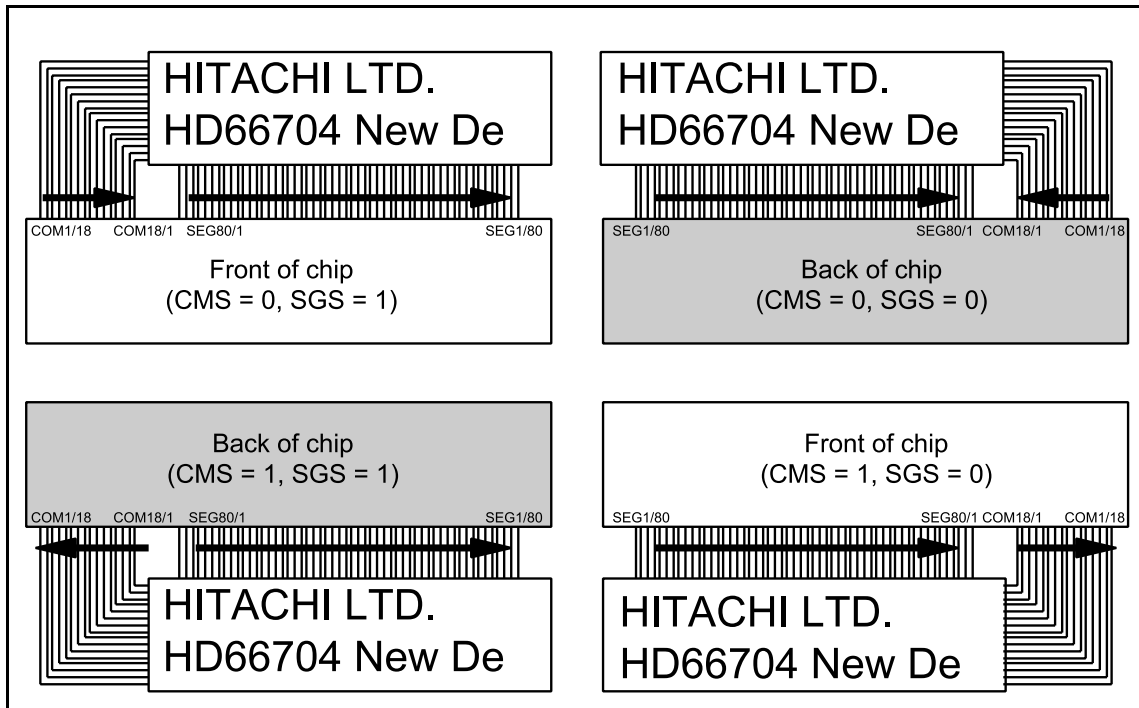 HITACHI LTD.
HD66704 New De
COM1/18 COM18/1 SEG80/1 SEG1/80
Front of chip
(CMS = 0, SGS = 1)
HITACHI LTD.
HD66704 New De
SEG1/80 SEG80/1 COM18/1 COM1/18
Back of chip
(CMS = 0, SGS = 0)
Back of chip
(CMS = 1, SGS = 1)
COM1/18 COM18/1 SEG80/1 SEG1/80
HITACHI LTD.
HD66704 New De
Front of chip
(CMS = 1, SGS = 0)
SEG1/80 SEG80/1 COM18/1 COM1/18
HITACHI LTD.
HD66704 New De